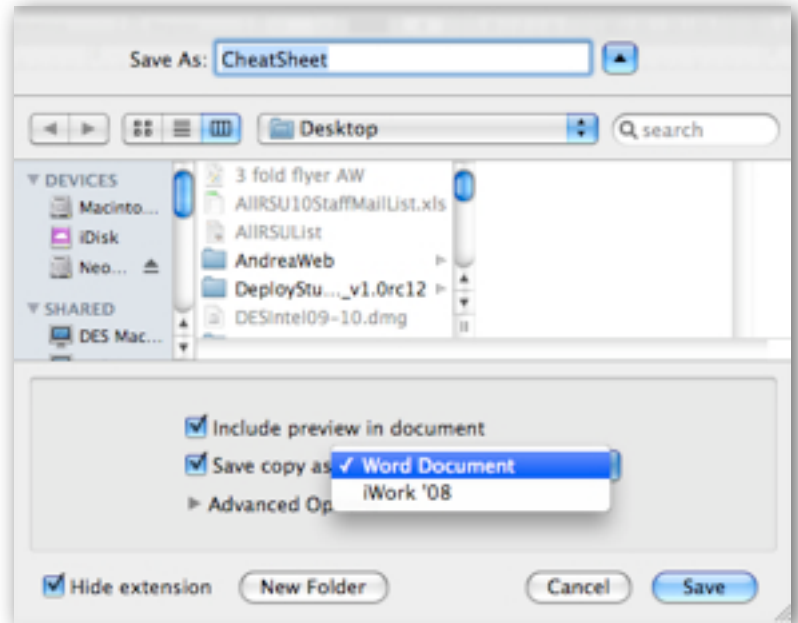 Save As: CheatSheet
Desktop
search
DEVICES
Macinto...
iDisk
Neo...
SHARED
DES Mac...
3 fold flyer AW
AllRSU10StaffMailList.xls
AllRSUList
AndreaWeb
DeployStu..._v1.0rc12
DESIntel09-10.dmg
Include preview in document
Save copy as ✓ Word Document
iWork '08
Advanced Op
Hide extension
New Folder
Cancel
Save